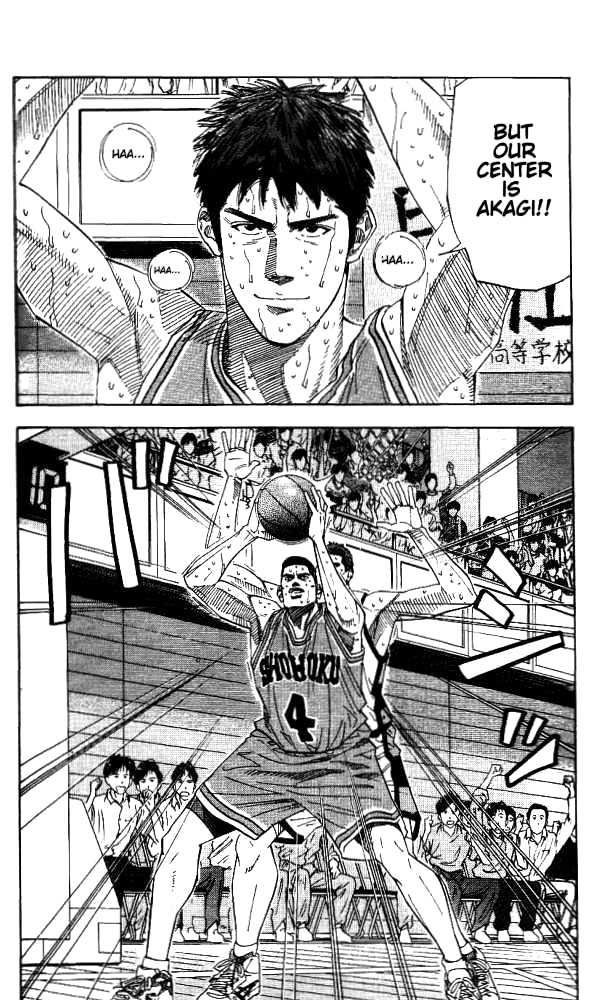 BUT
OUR
CENTER
IS
AKAGI!!
HAA...
HAA...
HAA...
高等学校
SHOHOKU
4